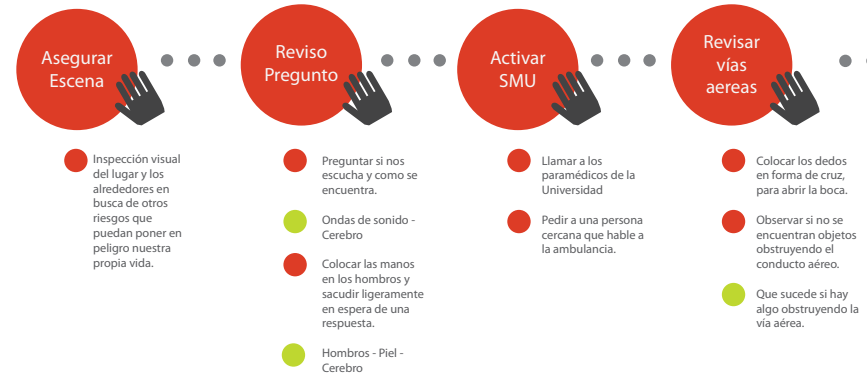 Asegurar
Escena
Reviso
Pregunto
Activar
SMU
Revisar
vías
aereas
Inspección visual
del lugar y los
alrededores en
busca de otros
riesgos que
puedan poner en
peligro nuestra
propia vida.
Preguntar si nos
escucha y como se
encuentra.
Ondas de sonido -
Cerebro
Colocar las manos
en los hombros y
sacudir ligeramente
en espera de una
respuesta.
Hombros - Piel -
Cerebro
Llamar a los
paramédicos de la
Universidad
Pedir a una persona
cercana que hable a
la ambulancia.
Colocar los dedos
en forma de cruz,
para abrir la boca.
Observar si no se
encuentran objetos
obstruyendo el
conducto aéreo.
Que sucede si hay
algo obstruyendo la
vía aérea.